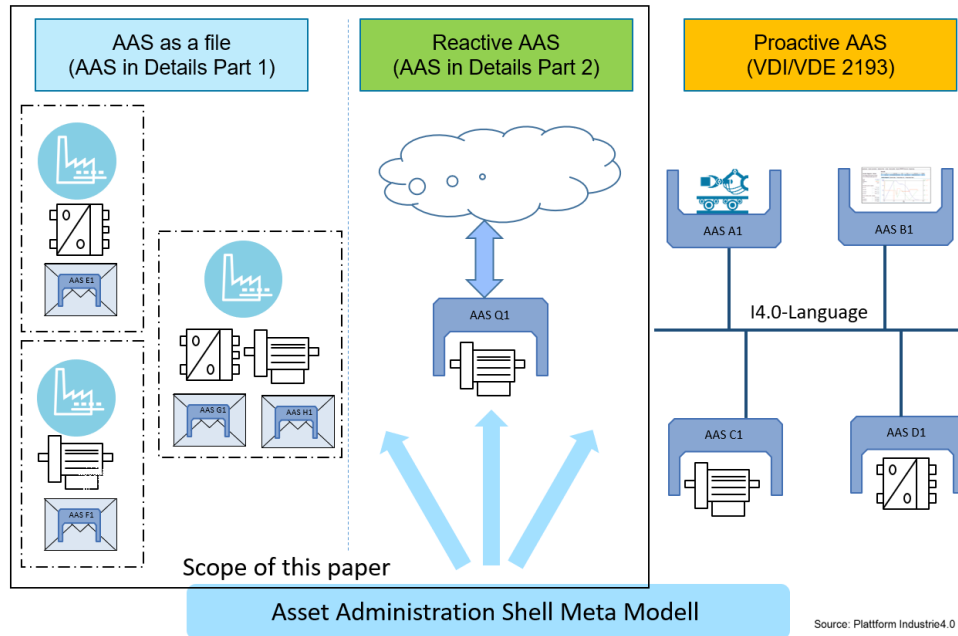 AAS as a file
(AAS in Details Part 1)
Reactive AAS
(AAS in Details Part 2)
Proactive AAS
(VDI/VDE 2193)
AAS E1
AAS F1
AAS G1
AAS H1
AAS Q1
AAS A1
AAS B1
I4.0-Language
AAS C1
AAS D1
Scope of this paper
Asset Administration Shell Meta Modell
Source: Plattform Industrie4.0